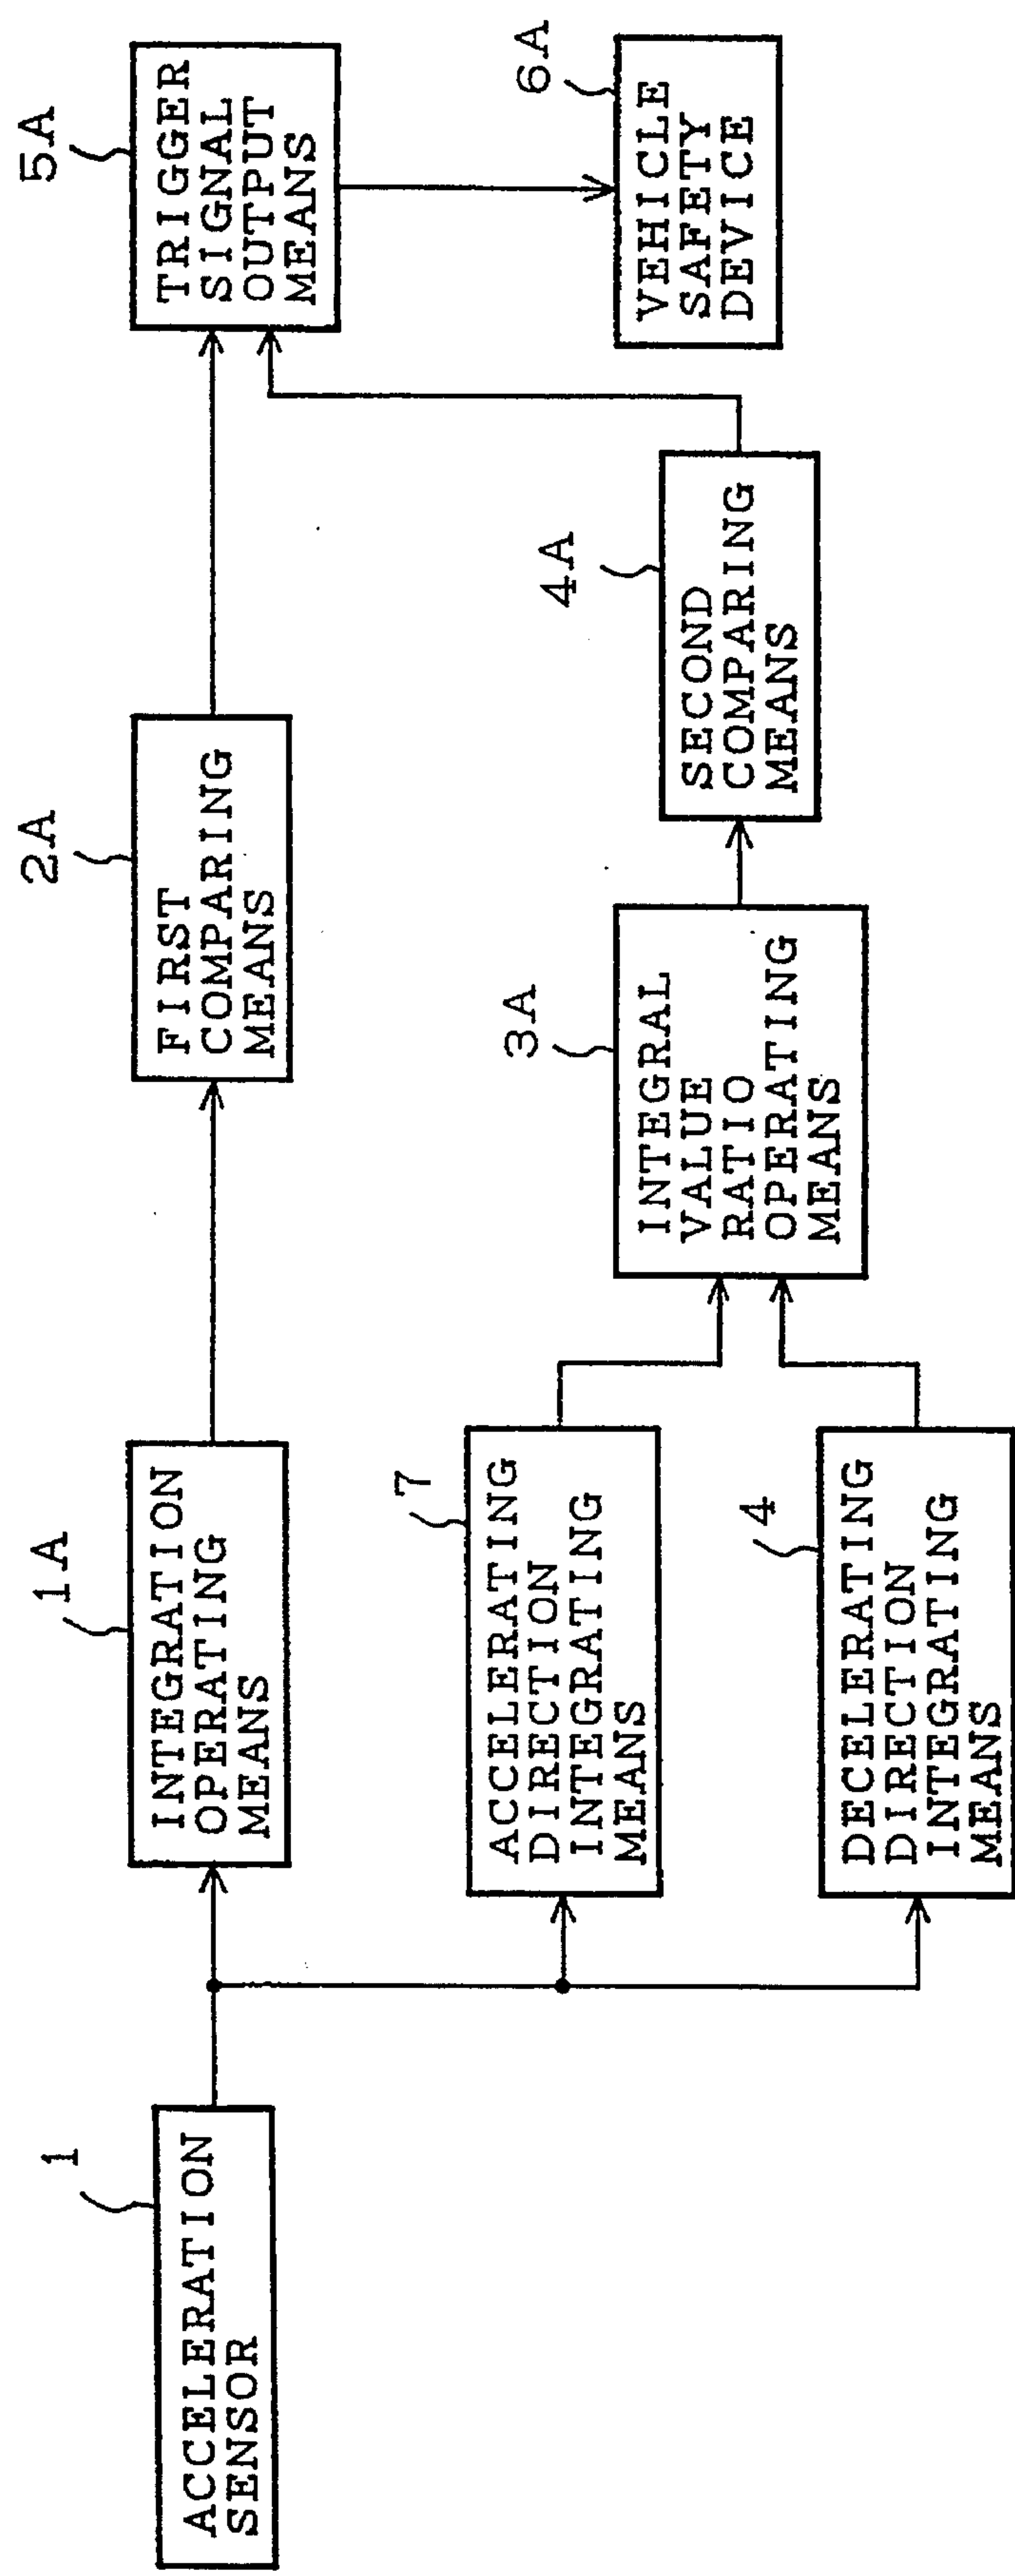 1
ACCELERATION
SENSOR
1A
INTEGRATION
OPERATING
MEANS
2A
FIRST
COMPARING
MEANS
5A
TRIGGER
SIGNAL
OUTPUT
MEANS
7
ACCELERATING
DIRECTION
INTEGRATING
MEANS
4
DECELERATING
DIRECTION
INTEGRATING
MEANS
3A
INTEGRAL
VALUE
RATIO
OPERATING
MEANS
4A
SECOND
COMPARING
MEANS
6A
VEHICLE
SAFETY
DEVICE